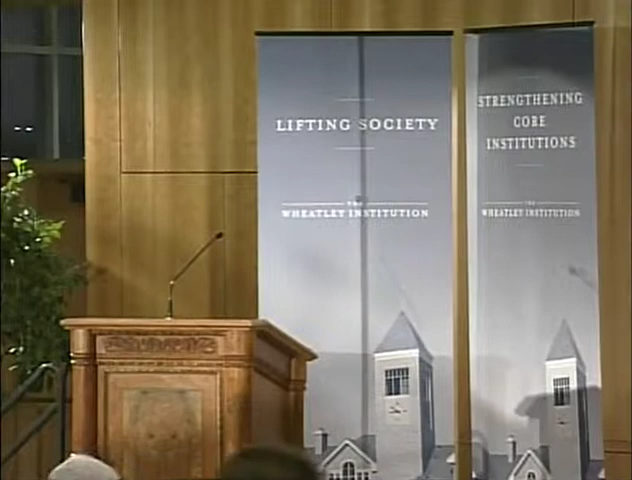 LIFTING SOCIETY
THE
WHEATLEY INSTITUTION
STRENGTHENING
CORE
INSTITUTIONS
THE
WHEATLEY INSTITUTION